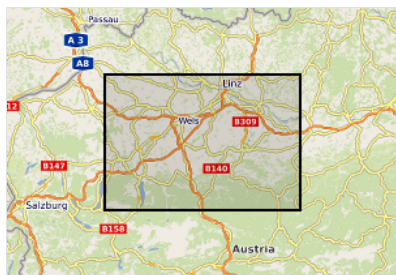 Passau
A 3
A8
12
Linz
Wels
B309
B147
B140
Salzburg
B158
Austria